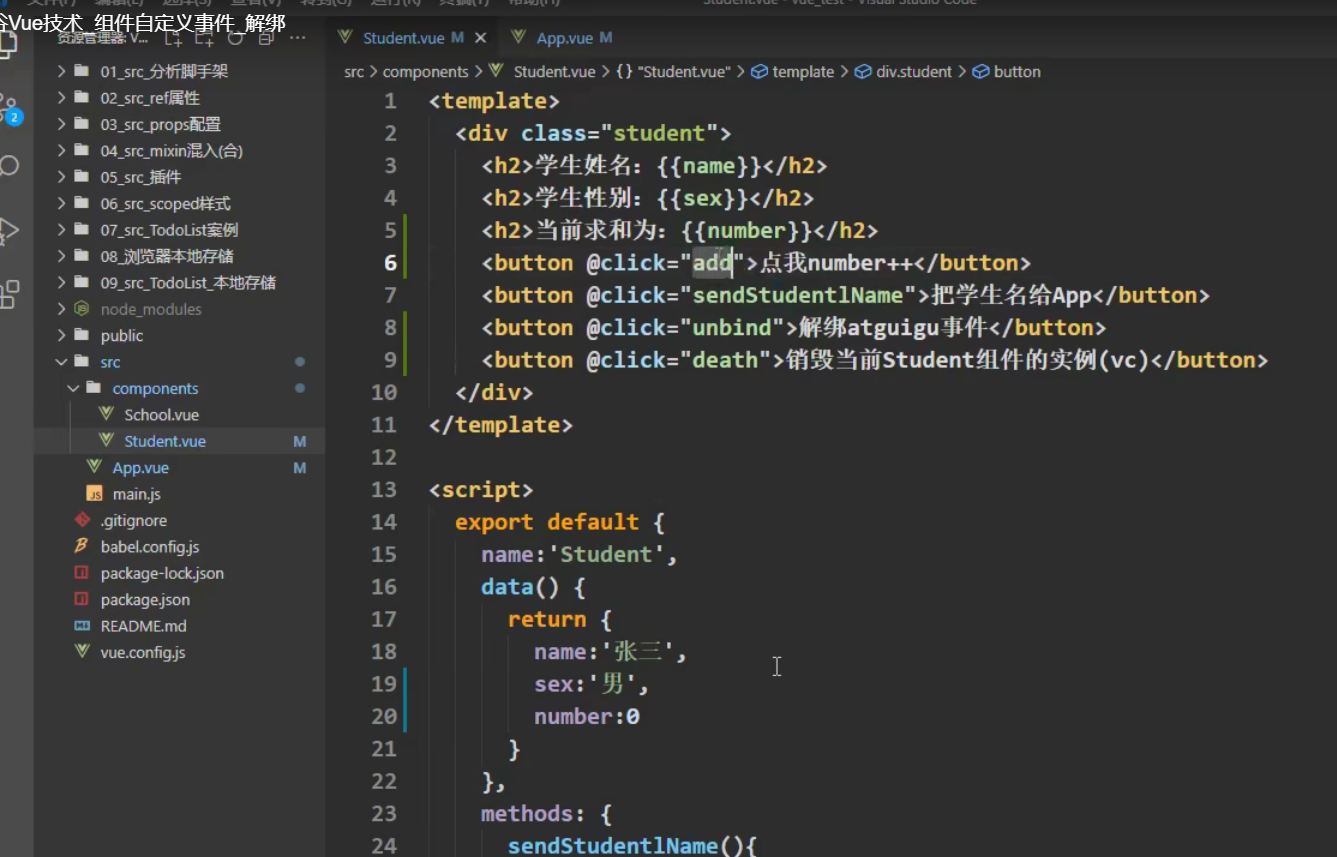 Student.vue - vue_test - Visual Studio Code
谷Vue技术_组件自定义事件_解绑
资源管理器: V...
2
01_src_分析脚手架
02_src_ref属性
03_src_props配置
04_src_mixin混入(合)
05_src_插件
06_src_scoped样式
07_src_TodoList案例
08_浏览器本地存储
09_src_TodoList_本地存储
node_modules
public
src
components
School.vue
Student.vue M
App.vue M
main.js
.gitignore
babel.config.js
package-lock.json
package.json
README.md
vue.config.js
Student.vue M × App.vue M
src > components > Student.vue > {} "Student.vue" > template > div.student > button
1 <template>
2 <div class="student">
3 <h2>学生姓名：{{name}}</h2>
4 <h2>学生性别：{{sex}}</h2>
5 <h2>当前求和为：{{number}}</h2>
6 <button @click="add">点我number++</button>
7 <button @click="sendStudentlName">把学生名给App</button>
8 <button @click="unbind">解绑atguigu事件</button>
9 <button @click="death">销毁当前Student组件的实例(vc)</button>
10 </div>
11 </template>
12
13 <script>
14 export default {
15 name:'Student',
16 data() {
17 return {
18 name:'张三',
19 sex:'男',
20 number:0
21 }
22 },
23 methods: {
24 sendStudentlName(){